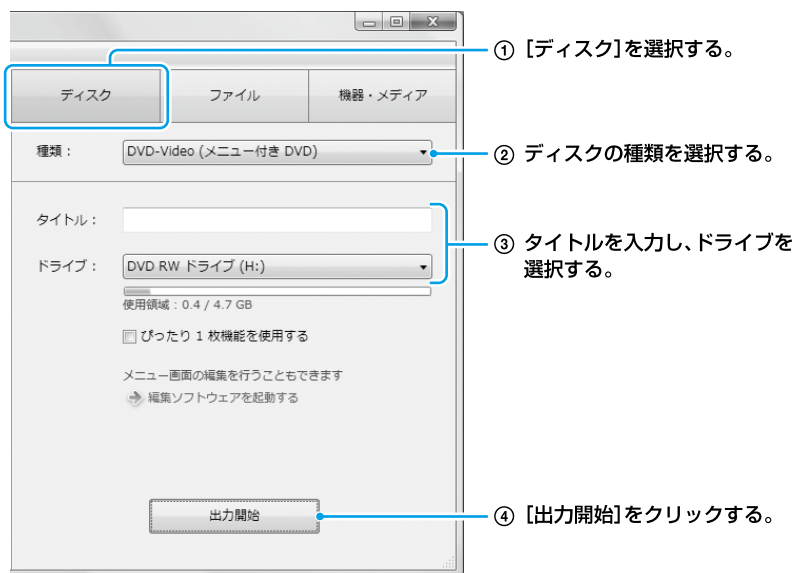 ① [ディスク]を選択する。
ディスク
ファイル
機器・メディア
種類：
DVD-Video (メニュー付き DVD)
② ディスクの種類を選択する。
タイトル：
③ タイトルを入力し、ドライブを
選択する。
ドライブ：
DVD RW ドライブ (H:)
使用領域：0.4 / 4.7 GB
ぴったり 1 枚機能を使用する
メニュー画面の編集を行うこともできます
編集ソフトウェアを起動する
出力開始
④ [出力開始]をクリックする。